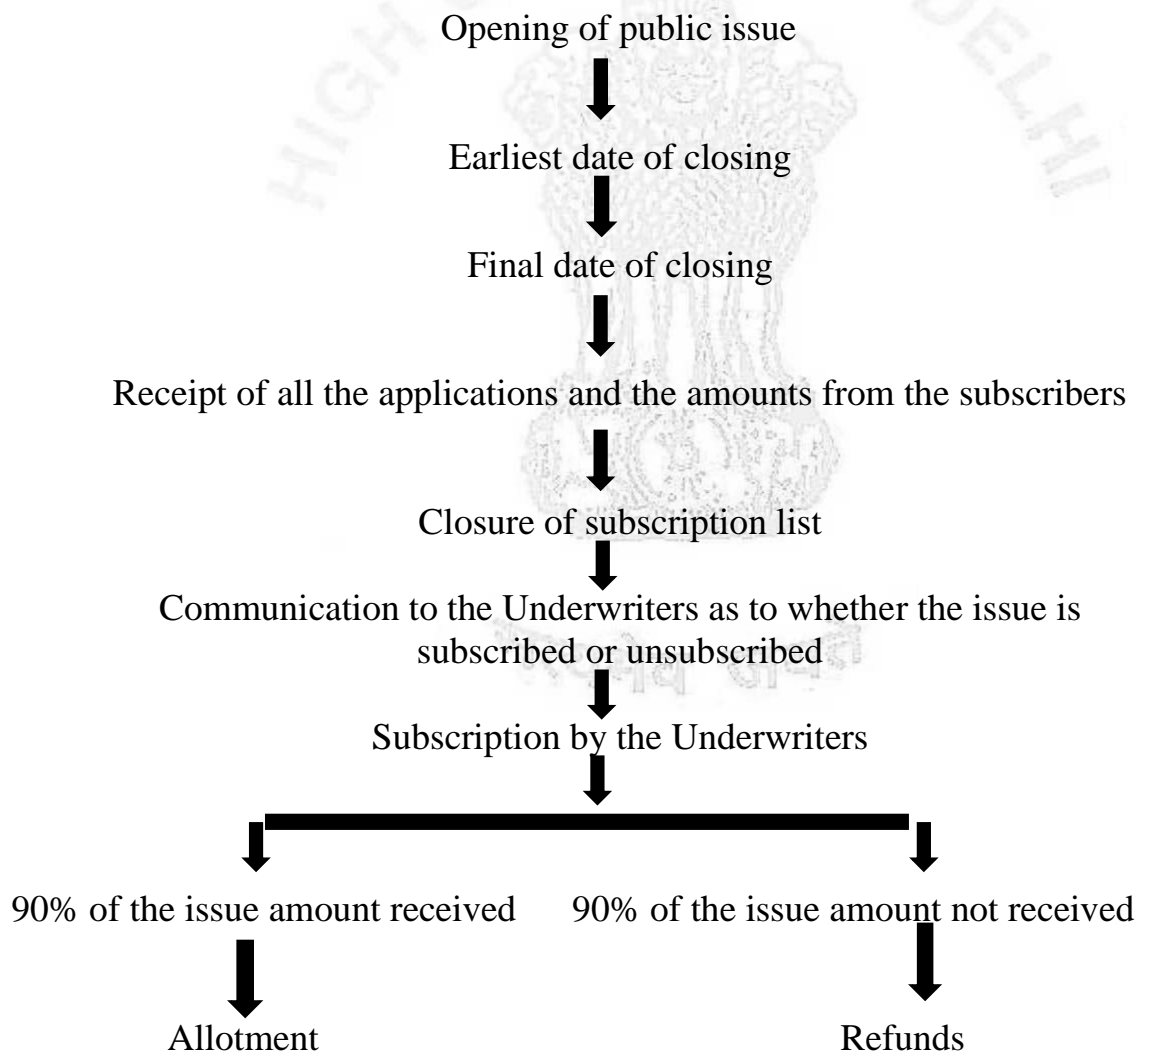 HIGH
DELHI
Opening of public issue
Earliest date of closing
Final date of closing
Receipt of all the applications and the amounts from the subscribers
Closure of subscription list
Communication to the Underwriters as to whether the issue is
subscribed or unsubscribed
Subscription by the Underwriters
90% of the issue amount received
90% of the issue amount not received
Allotment
Refunds